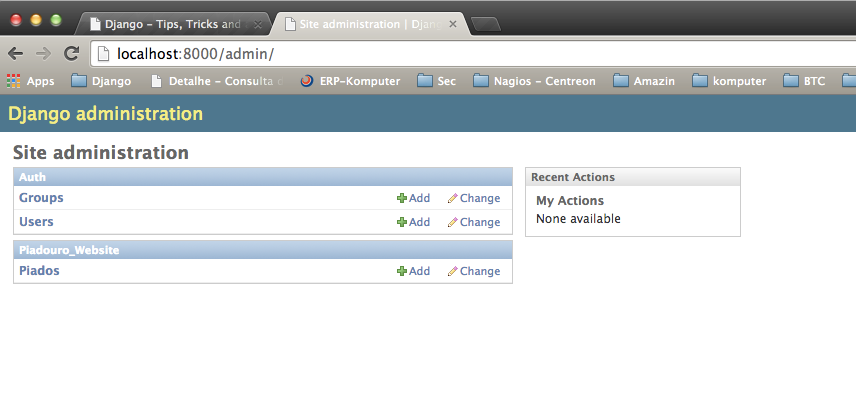 Django – Tips, Tricks and
Site administration | Djan
localhost:8000/admin/
Apps Django Detalhe – Consulta ERP-Komputer Sec Nagios – Centreon Amazin komputer BTC
Django administration
Site administration
Auth
Groups Add Change
Users Add Change
Piadouro_Website
Piados Add Change
Recent Actions
My Actions
None available